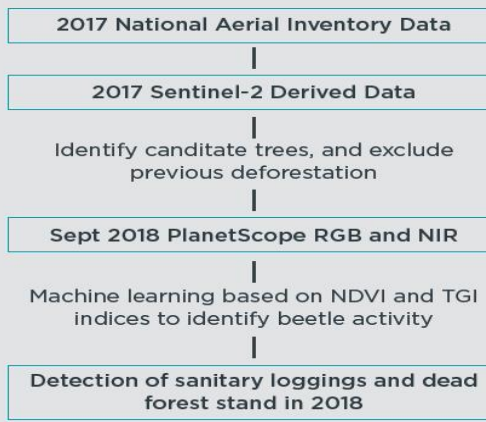 2017 National Aerial Inventory Data
2017 Sentinel-2 Derived Data
Identify canditate trees, and exclude
previous deforestation
Sept 2018 PlanetScope RGB and NIR
Machine learning based on NDVI and TGI
indices to identify beetle activity
Detection of sanitary loggings and dead
forest stand in 2018